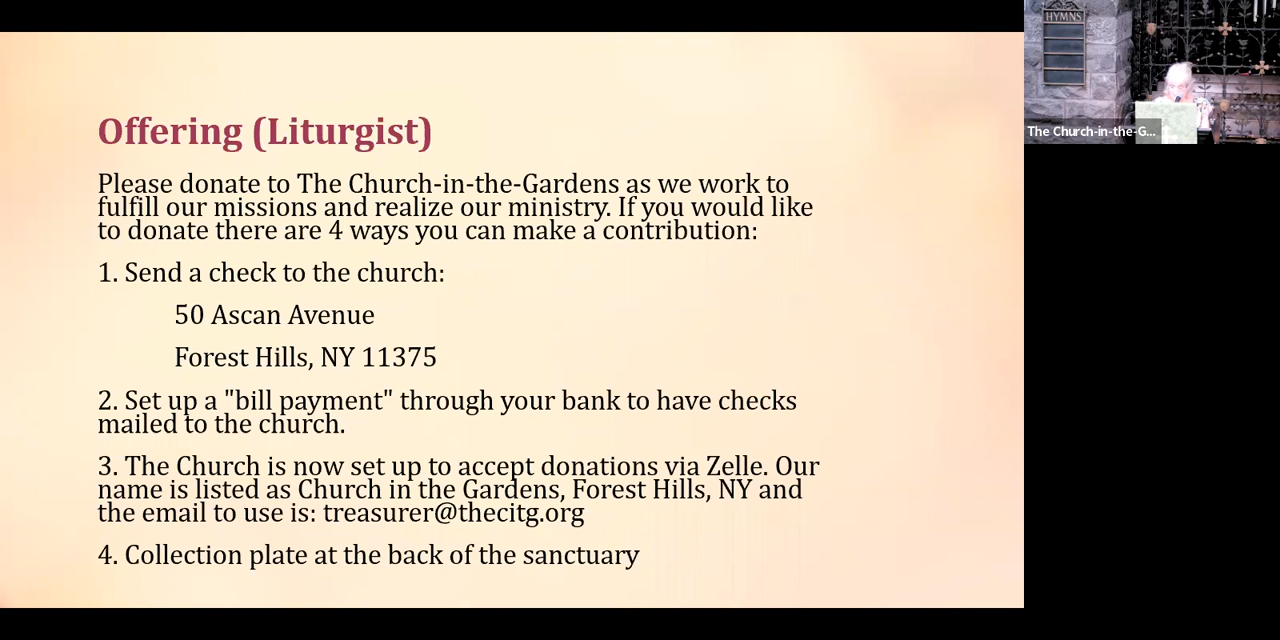 Offering (Liturgist)
Please donate to The Church-in-the-Gardens as we work to
fulfill our missions and realize our ministry. If you would like
to donate there are 4 ways you can make a contribution:
1. Send a check to the church:
50 Ascan Avenue
Forest Hills, NY 11375
2. Set up a "bill payment" through your bank to have checks
mailed to the church.
3. The Church is now set up to accept donations via Zelle. Our
name is listed as Church in the Gardens, Forest Hills, NY and
the email to use is: treasurer@thecitg.org
4. Collection plate at the back of the sanctuary
HYMNS
The Church-in-the-G...